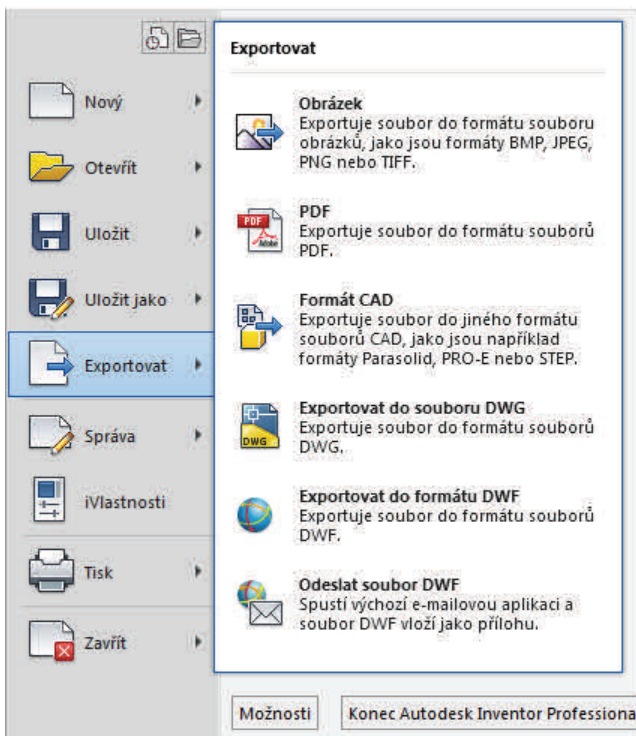 Nový
Otevřít
Uložit
Uložit jako
Exportovat
Správa
iVlastnosti
Tisk
Zavřít
Exportovat
Obrázek
Exportuje soubor do formátu souboru
obrázků, jako jsou formáty BMP, JPEG,
PNG nebo TIFF.
PDF
Adobe
PDF
Exportuje soubor do formátu souborů
PDF.
Formát CAD
Exportuje soubor do jiného formátu
souborů CAD, jako jsou například
formáty Parasolid, PRO-E nebo STEP.
DWG
Exportovat do souboru DWG
Exportuje soubor do formátu souborů
DWG.
Exportovat do formátu DWF
Exportuje soubor do formátu souborů
DWF.
Odeslat soubor DWF
Spustí výchozí e-mailovou aplikaci a
soubor DWF vloží jako přílohu.
Možnosti
Konec Autodesk Inventor Professiona